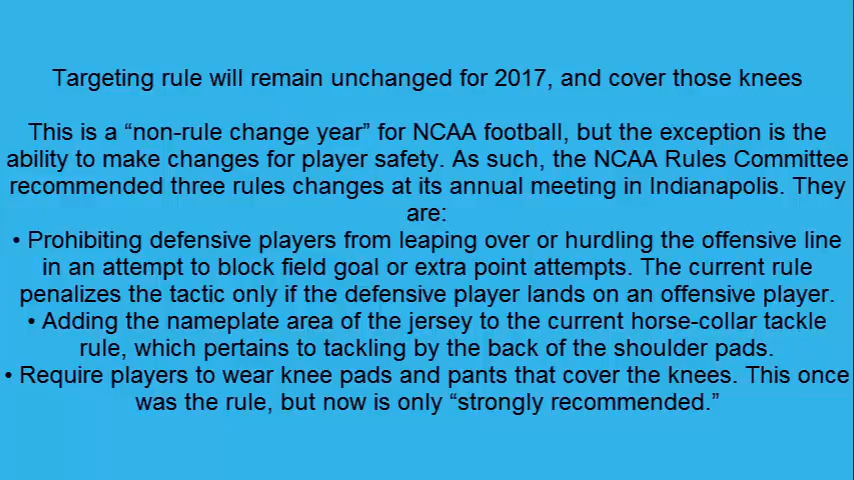 Targeting rule will remain unchanged for 2017, and cover those knees
This is a “non-rule change year” for NCAA football, but the exception is the
ability to make changes for player safety. As such, the NCAA Rules Committee
recommended three rules changes at its annual meeting in Indianapolis. They
are:
• Prohibiting defensive players from leaping over or hurdling the offensive line
in an attempt to block field goal or extra point attempts. The current rule
penalizes the tactic only if the defensive player lands on an offensive player.
• Adding the nameplate area of the jersey to the current horse-collar tackle
rule, which pertains to tackling by the back of the shoulder pads.
• Require players to wear knee pads and pants that cover the knees. This once
was the rule, but now is only “strongly recommended.”